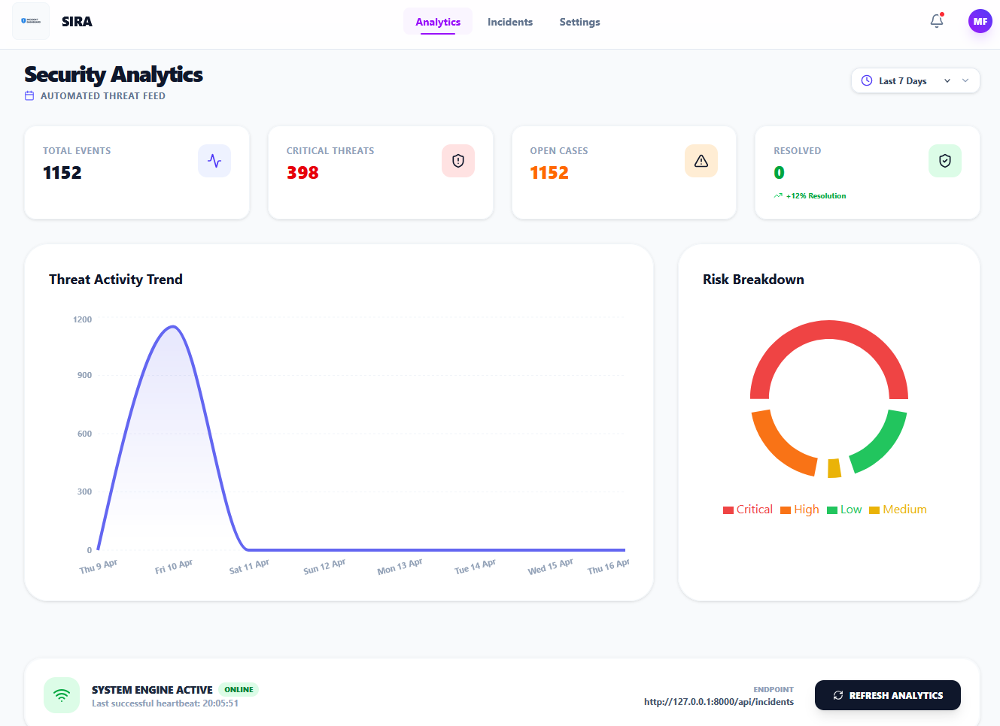 INCIDENT
DASHBOARD
SIRA
Analytics
Incidents
Settings
MF
Security Analytics
AUTOMATED THREAT FEED
Last 7 Days
TOTAL EVENTS
1152
CRITICAL THREATS
398
OPEN CASES
1152
RESOLVED
0
+12% Resolution
Threat Activity Trend
1200
900
600
300
0
Thu 9 Apr
Fri 10 Apr
Sat 11 Apr
Sun 12 Apr
Mon 13 Apr
Tue 14 Apr
Wed 15 Apr
Thu 16 Apr
Risk Breakdown
Critical High Low Medium
SYSTEM ENGINE ACTIVE ONLINE
Last successful heartbeat: 20:05:51
ENDPOINT
http://127.0.0.1:8000/api/incidents
REFRESH ANALYTICS